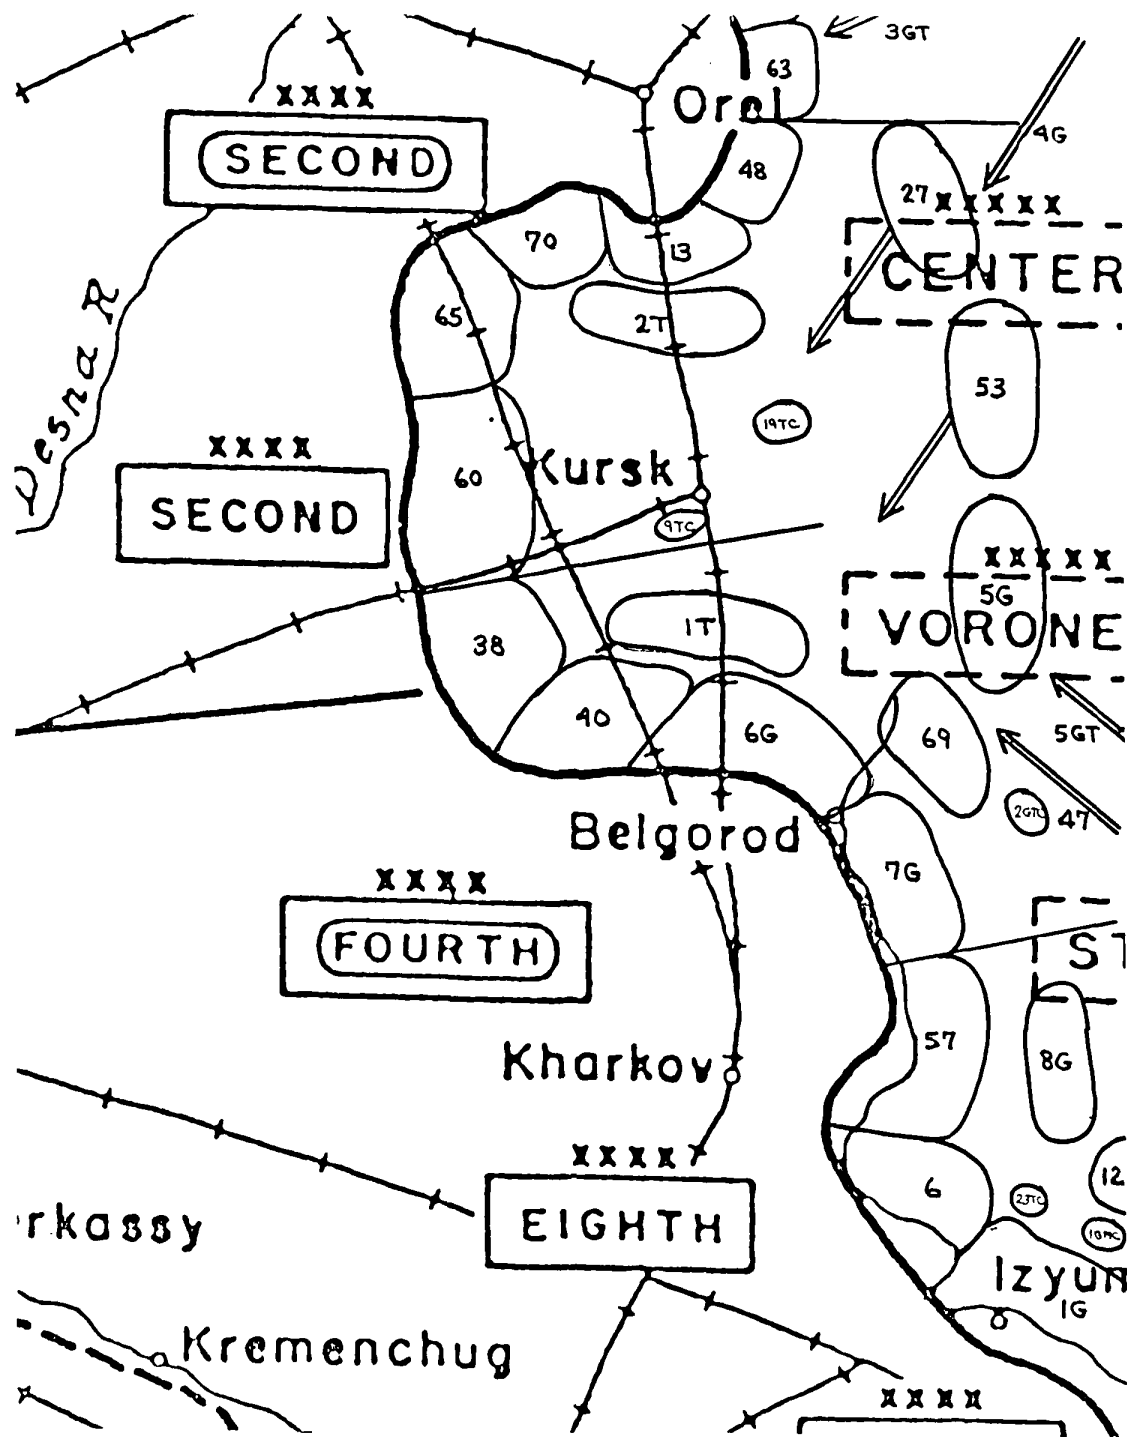 3GT
63
Orel
4G
XXXX
SECOND
48
27
XXXXX
CENTER
70
13
65
2T
Desna R
53
19TC
XXXX
SECOND
60
Kursk
9TC
XXXXX
5G
VORONE
38
1T
40
6G
69
5GT
2GTC
47
Belgorod
7G
XXXX
FOURTH
ST
57
8G
Kharkov
XXXX
6
12
23TC
EIGHTH
rkassy
Izyum
1G
Kremenchug
XXXX